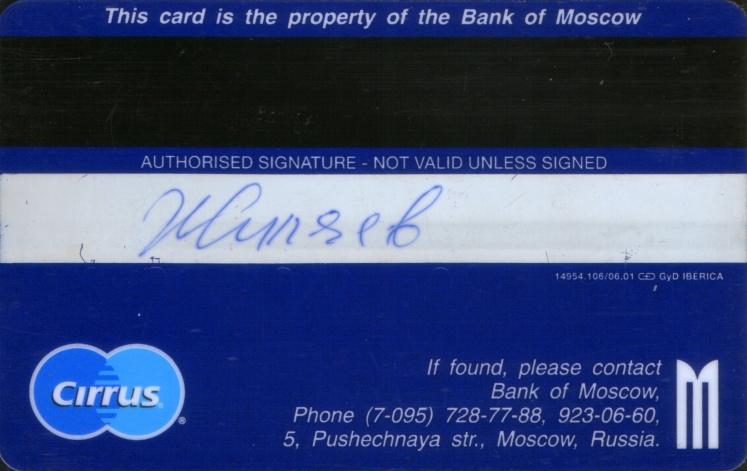 This card is the property of the Bank of Moscow
AUTHORISED SIGNATURE - NOT VALID UNLESS SIGNED
14954.106/06.01 GyD IBERICA
Cirrus®
If found, please contact
Bank of Moscow,
Phone (7-095) 728-77-88, 923-06-60,
5, Pushechnaya str., Moscow, Russia.